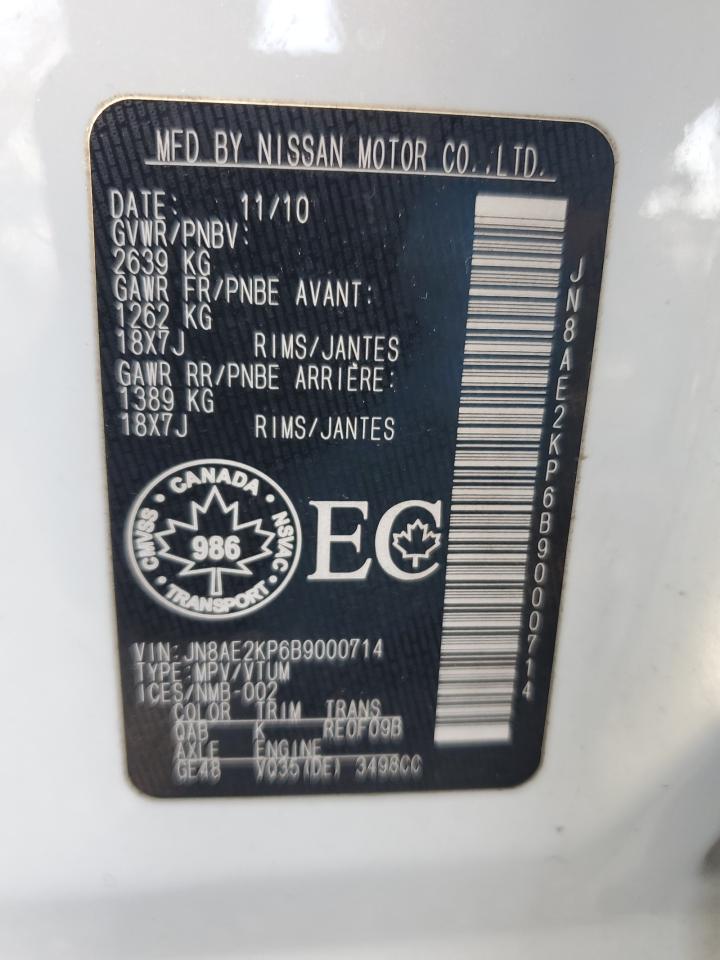 MFD BY NISSAN MOTOR CO.,LTD.
DATE: 11/10
GVWR/PNBV:
2639 KG
GAWR FR/PNBE AVANT:
1262 KG
18X7J RIMS/JANTES
GAWR RR/PNBE ARRIÈRE:
1389 KG
18X7J RIMS/JANTES
CANADA
CMVSS 986 NSVAC
TRANSPORT
EC
VIN:JN8AE2KP6B9000714
TYPE:MPV/VTUM
ICES/NMB-002
COLOR TRIM TRANS
QAB K RE0F09B
AXLE ENGINE
GE48 VQ35(DE) 3498CC
JN8AE2KP6B9000714